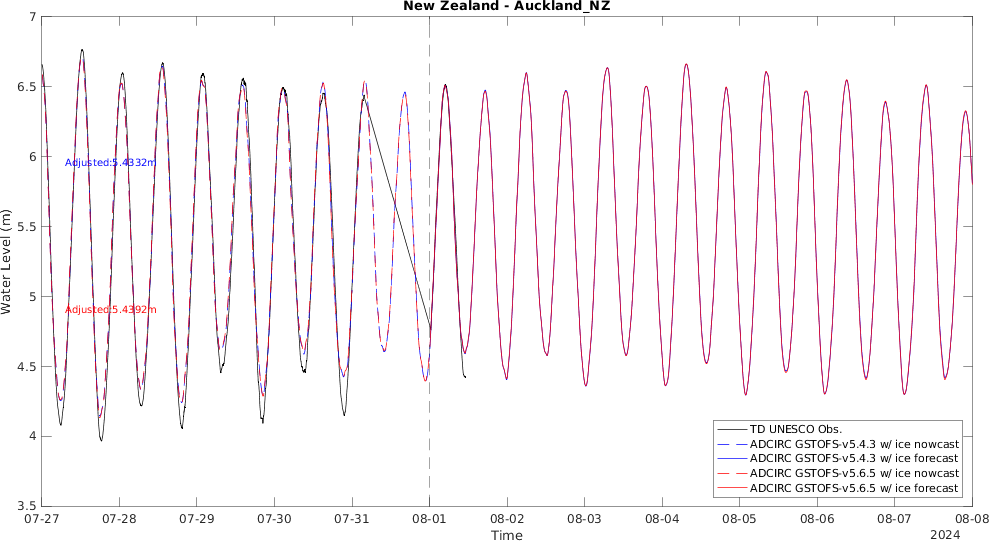 New Zealand - Auckland_NZ
7
6.5
6
5.5
5
4.5
4
3.5
Water Level (m)
Adjusted:5.4332m
Adjusted:5.4392m
TD UNESCO Obs.
ADCIRC GSTOFS-v5.4.3 w/ ice nowcast
ADCIRC GSTOFS-v5.4.3 w/ ice forecast
ADCIRC GSTOFS-v5.6.5 w/ ice nowcast
ADCIRC GSTOFS-v5.6.5 w/ ice forecast
07-27 07-28 07-29 07-30 07-31 08-01 08-02 08-03 08-04 08-05 08-06 08-07 08-08
Time
2024